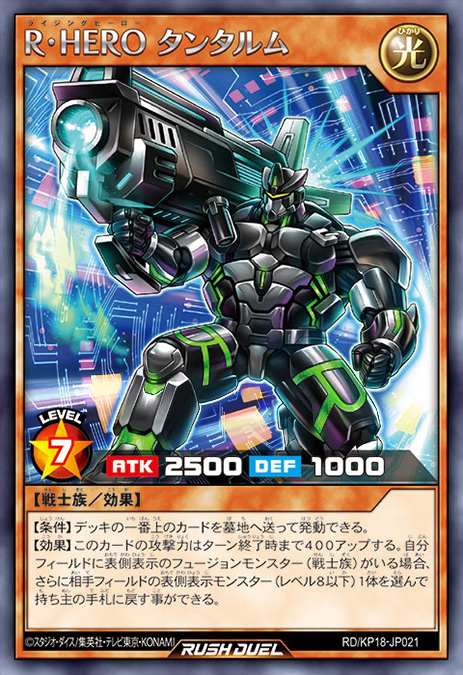 ライジングヒーロー
R・HERO タンタルム
ひかり
光
LEVEL
7
ATK 2500 DEF 1000
【戦士族／効果】
【条件】デッキの一番上のカードを墓地へ送って発動できる。
【効果】このカードの攻撃力はターン終了時まで４００アップする。自分
フィールドに表側表示のフュージョンモンスター（戦士族）がいる場合、
さらに相手フィールドの表側表示モンスター（レベル８以下）１体を選んで
持ち主の手札に戻す事ができる。
©スタジオ・ダイス/集英社・テレビ東京・KONAMI
RUSH DUEL
RD/KP18-JP021